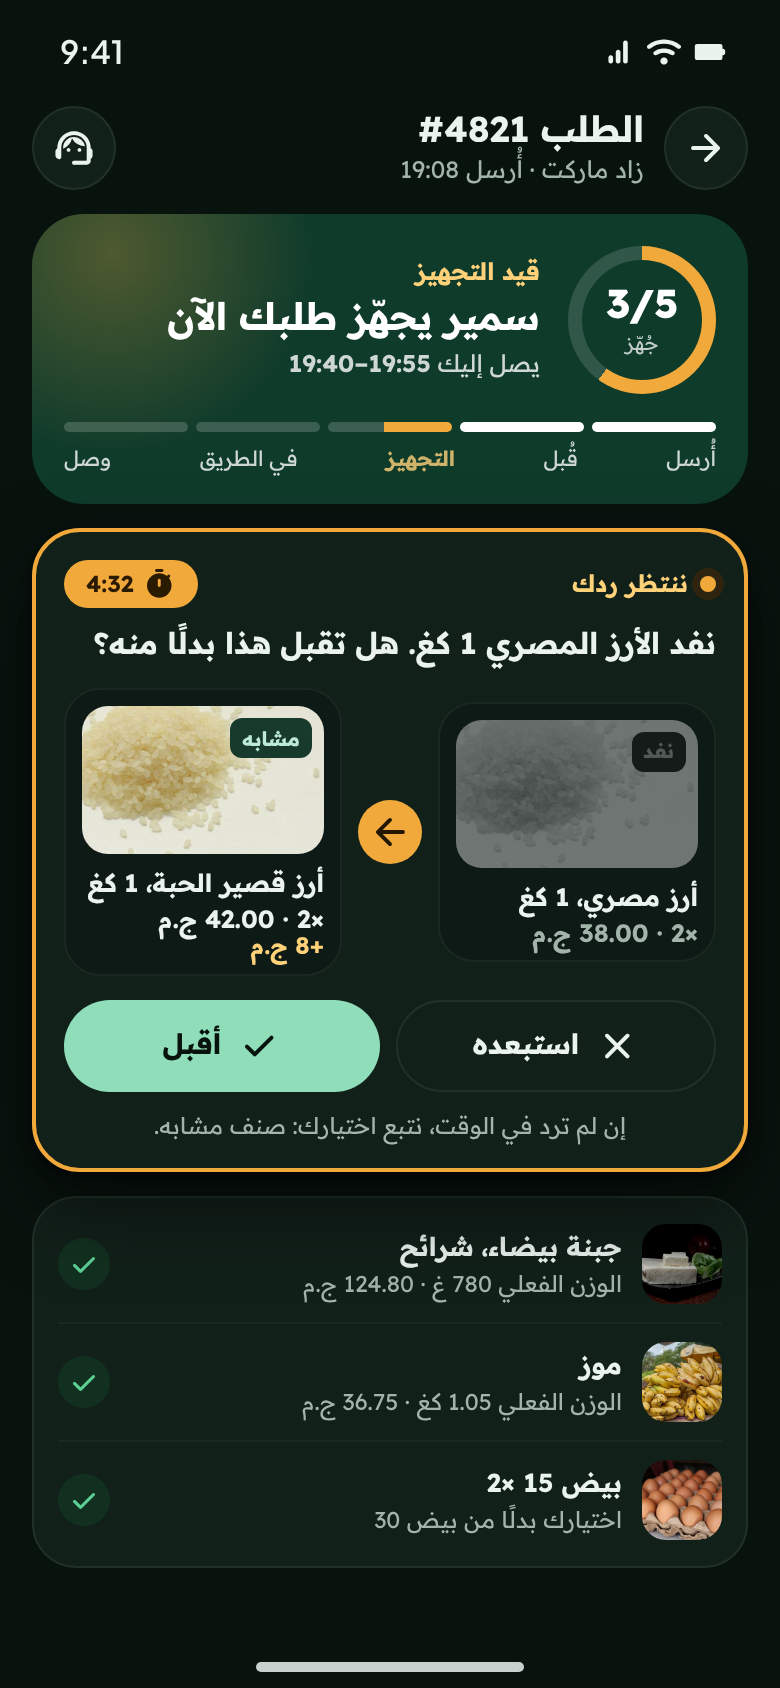 9:41
الطلب #4821
زاد ماركت · أُرسل 19:08
3/5
جُهّز
قيد التجهيز
سمير يجهّز طلبك الآن
يصل إليك 19:40–19:55
أُرسل
قُبل
التجهيز
في الطريق
وصل
ننتظر ردك
4:32
نفد الأرز المصري 1 كغ. هل تقبل هذا بدلًا منه؟
نفد
أرز مصري، 1 كغ
2× · 38.00 ج.م
مشابه
أرز قصير الحبة، 1 كغ
2× · 42.00 ج.م
+8 ج.م
استبعده
أقبل
إن لم ترد في الوقت، نتبع اختيارك: صنف مشابه.
جبنة بيضاء، شرائح
الوزن الفعلي 780 غ · 124.80 ج.م
موز
الوزن الفعلي 1.05 كغ · 36.75 ج.م
بيض 15 ×2
اختيارك بدلًا من بيض 30